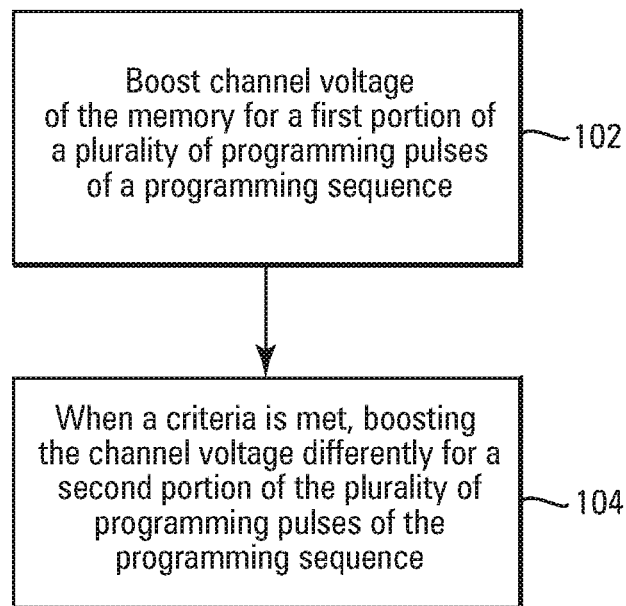 Boost channel voltage
of the memory for a first portion of
a plurality of programming pulses
of a programming sequence
102
When a criteria is met, boosting
the channel voltage differently for a
second portion of the plurality of
programming pulses of the
programming sequence
104